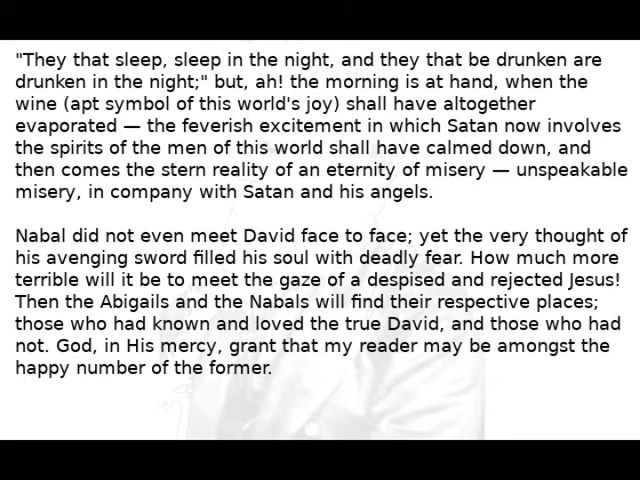 "They that sleep, sleep in the night, and they that be drunken are
drunken in the night;" but, ah! the morning is at hand, when the
wine (apt symbol of this world's joy) shall have altogether
evaporated — the feverish excitement in which Satan now involves
the spirits of the men of this world shall have calmed down, and
then comes the stern reality of an eternity of misery — unspeakable
misery, in company with Satan and his angels.
Nabal did not even meet David face to face; yet the very thought of
his avenging sword filled his soul with deadly fear. How much more
terrible will it be to meet the gaze of a despised and rejected Jesus!
Then the Abigails and the Nabals will find their respective places;
those who had known and loved the true David, and those who had
not. God, in His mercy, grant that my reader may be amongst the
happy number of the former.